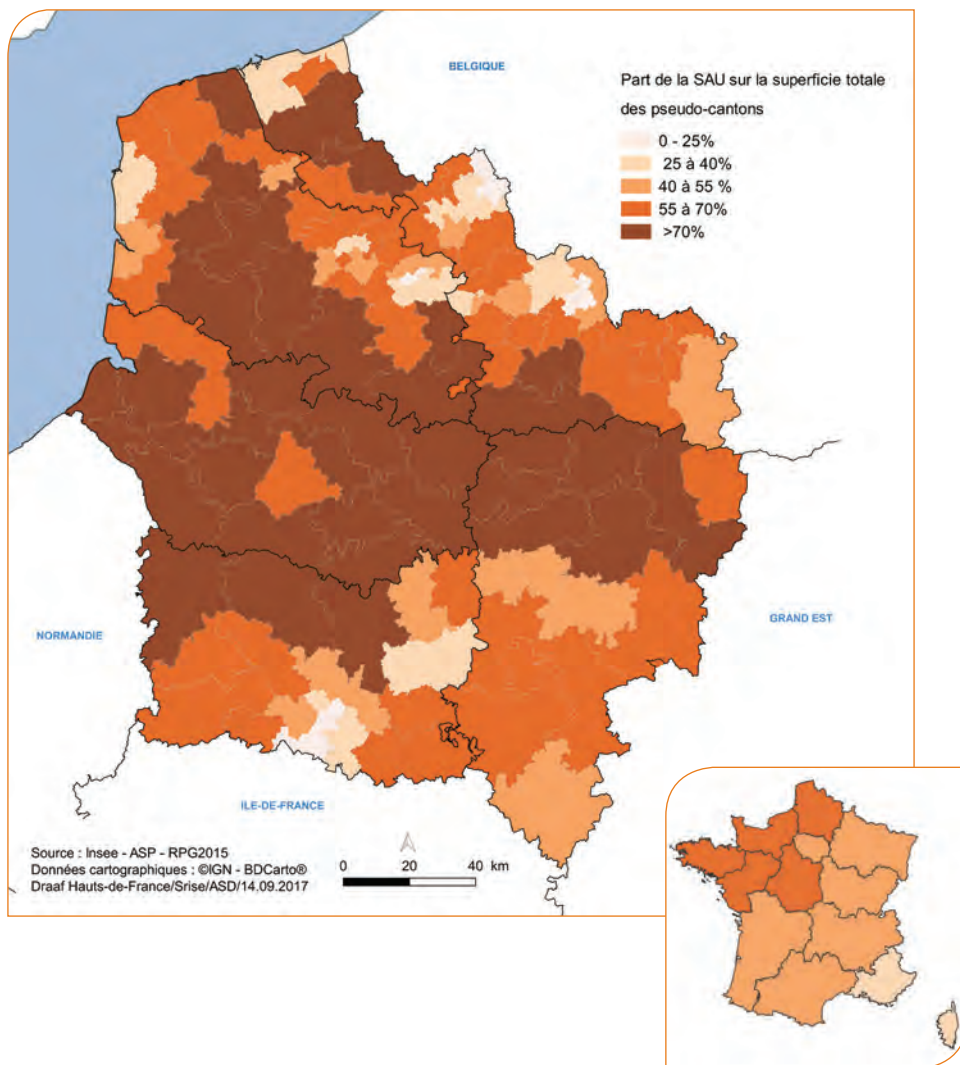 BELGIQUE
Part de la SAU sur la superficie totale
des pseudo-cantons
0 - 25%
25 à 40%
40 à 55 %
55 à 70%
>70%
NORMANDIE
GRAND EST
ILE-DE-FRANCE
Source : Insee - ASP - RPG2015
Données cartographiques : ©IGN - BDCarto®
Draaf Hauts-de-France/Srise/ASD/14.09.2017
0 20 40 km